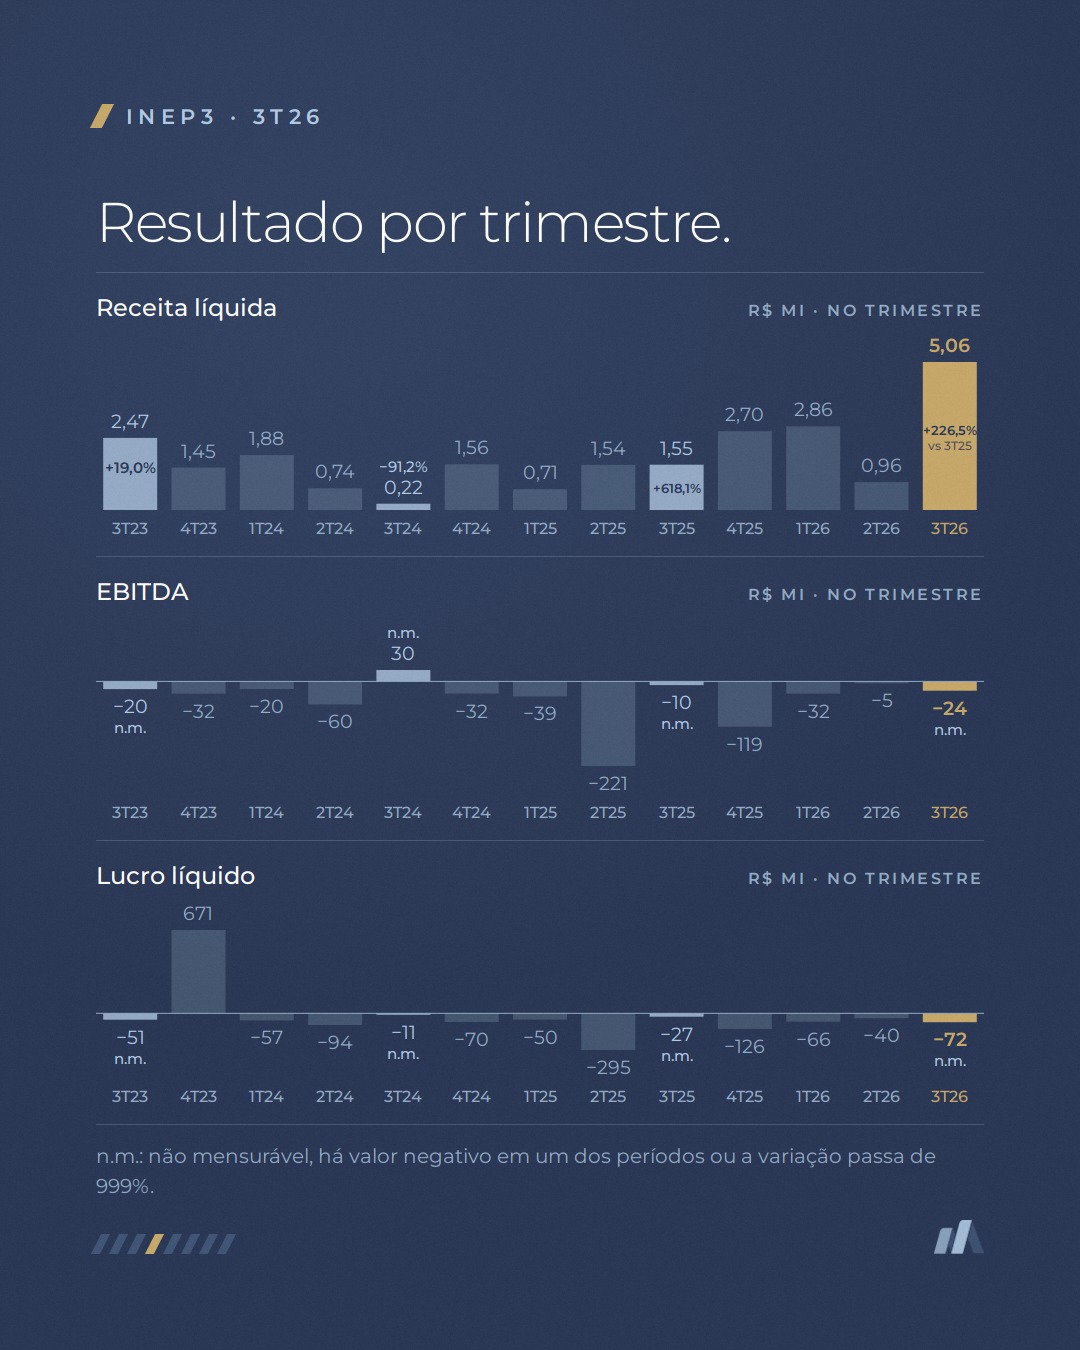 INEP3 · 3T26
Resultado por trimestre.
Receita líquida
R$ MI · NO TRIMESTRE
2,47 1,45 1,88 0,74 −91,2% 0,22 1,56 0,71 1,54 1,55 2,70 2,86 0,96 5,06
+19,0% +618,1% +226,5%
vs 3T25
3T23 4T23 1T24 2T24 3T24 4T24 1T25 2T25 3T25 4T25 1T26 2T26 3T26
EBITDA
R$ MI · NO TRIMESTRE
n.m.
30
−20 −32 −20 −60 −32 −39 −221 −10 −119 −32 −5 −24
n.m. n.m. n.m.
3T23 4T23 1T24 2T24 3T24 4T24 1T25 2T25 3T25 4T25 1T26 2T26 3T26
Lucro líquido
R$ MI · NO TRIMESTRE
671
−51 −57 −94 −11 −70 −50 −295 −27 −126 −66 −40 −72
n.m. n.m. n.m. n.m.
3T23 4T23 1T24 2T24 3T24 4T24 1T25 2T25 3T25 4T25 1T26 2T26 3T26
n.m.: não mensurável, há valor negativo em um dos períodos ou a variação passa de
999%.